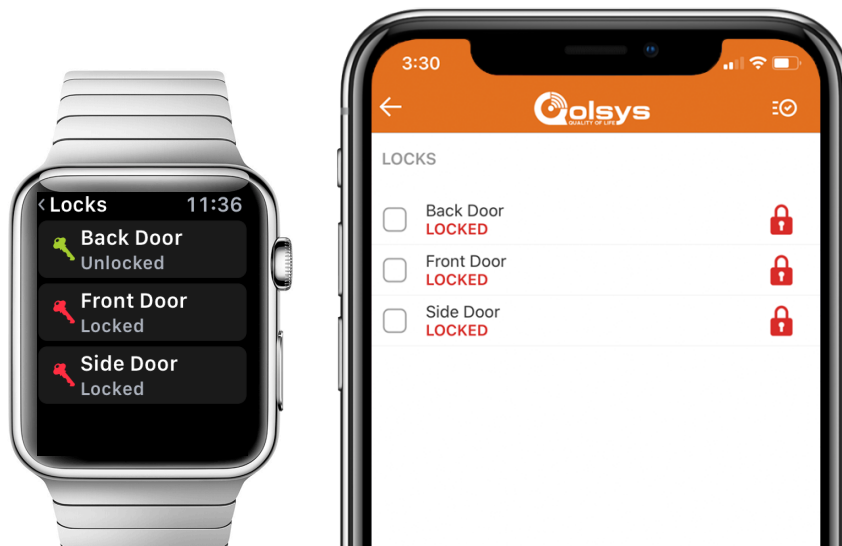 Locks 11:36
Back Door
Unlocked
Front Door
Locked
Side Door
Locked
3:30
Qolsys
QUALITY OF LIFE
LOCKS
Back Door
LOCKED
Front Door
LOCKED
Side Door
LOCKED